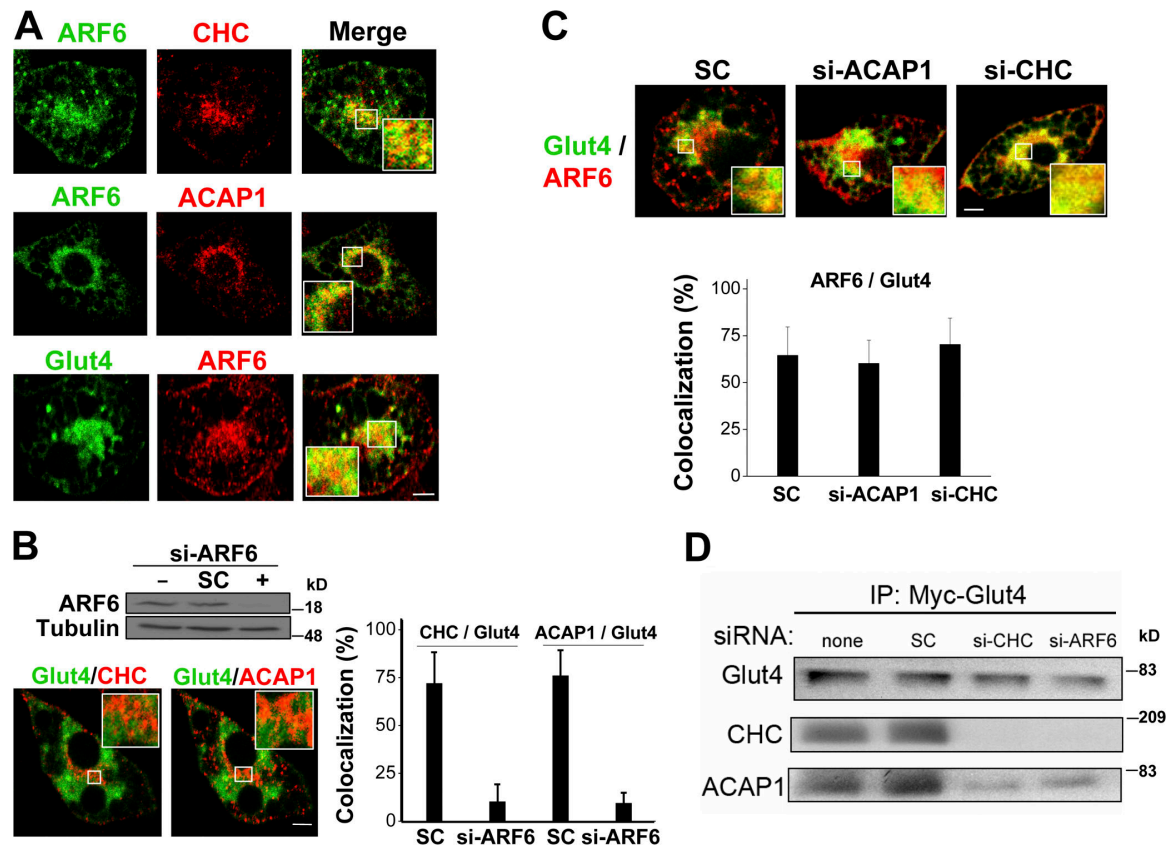 A
ARF6 CHC Merge
ARF6 ACAP1
Glut4 ARF6
B
si-ARF6
– SC + kD
ARF6 –18
Tubulin –48
Glut4/CHC Glut4/ACAP1
Colocalization (%)
100
75
50
25
0
CHC / Glut4 ACAP1 / Glut4
SC si-ARF6 SC si-ARF6
C
SC si-ACAP1 si-CHC
Glut4 /
ARF6
ARF6 / Glut4
Colocalization (%)
100
75
50
25
0
SC si-ACAP1 si-CHC
D
IP: Myc-Glut4
siRNA: none SC si-CHC si-ARF6 kD
Glut4 –83
CHC –209
ACAP1 –83